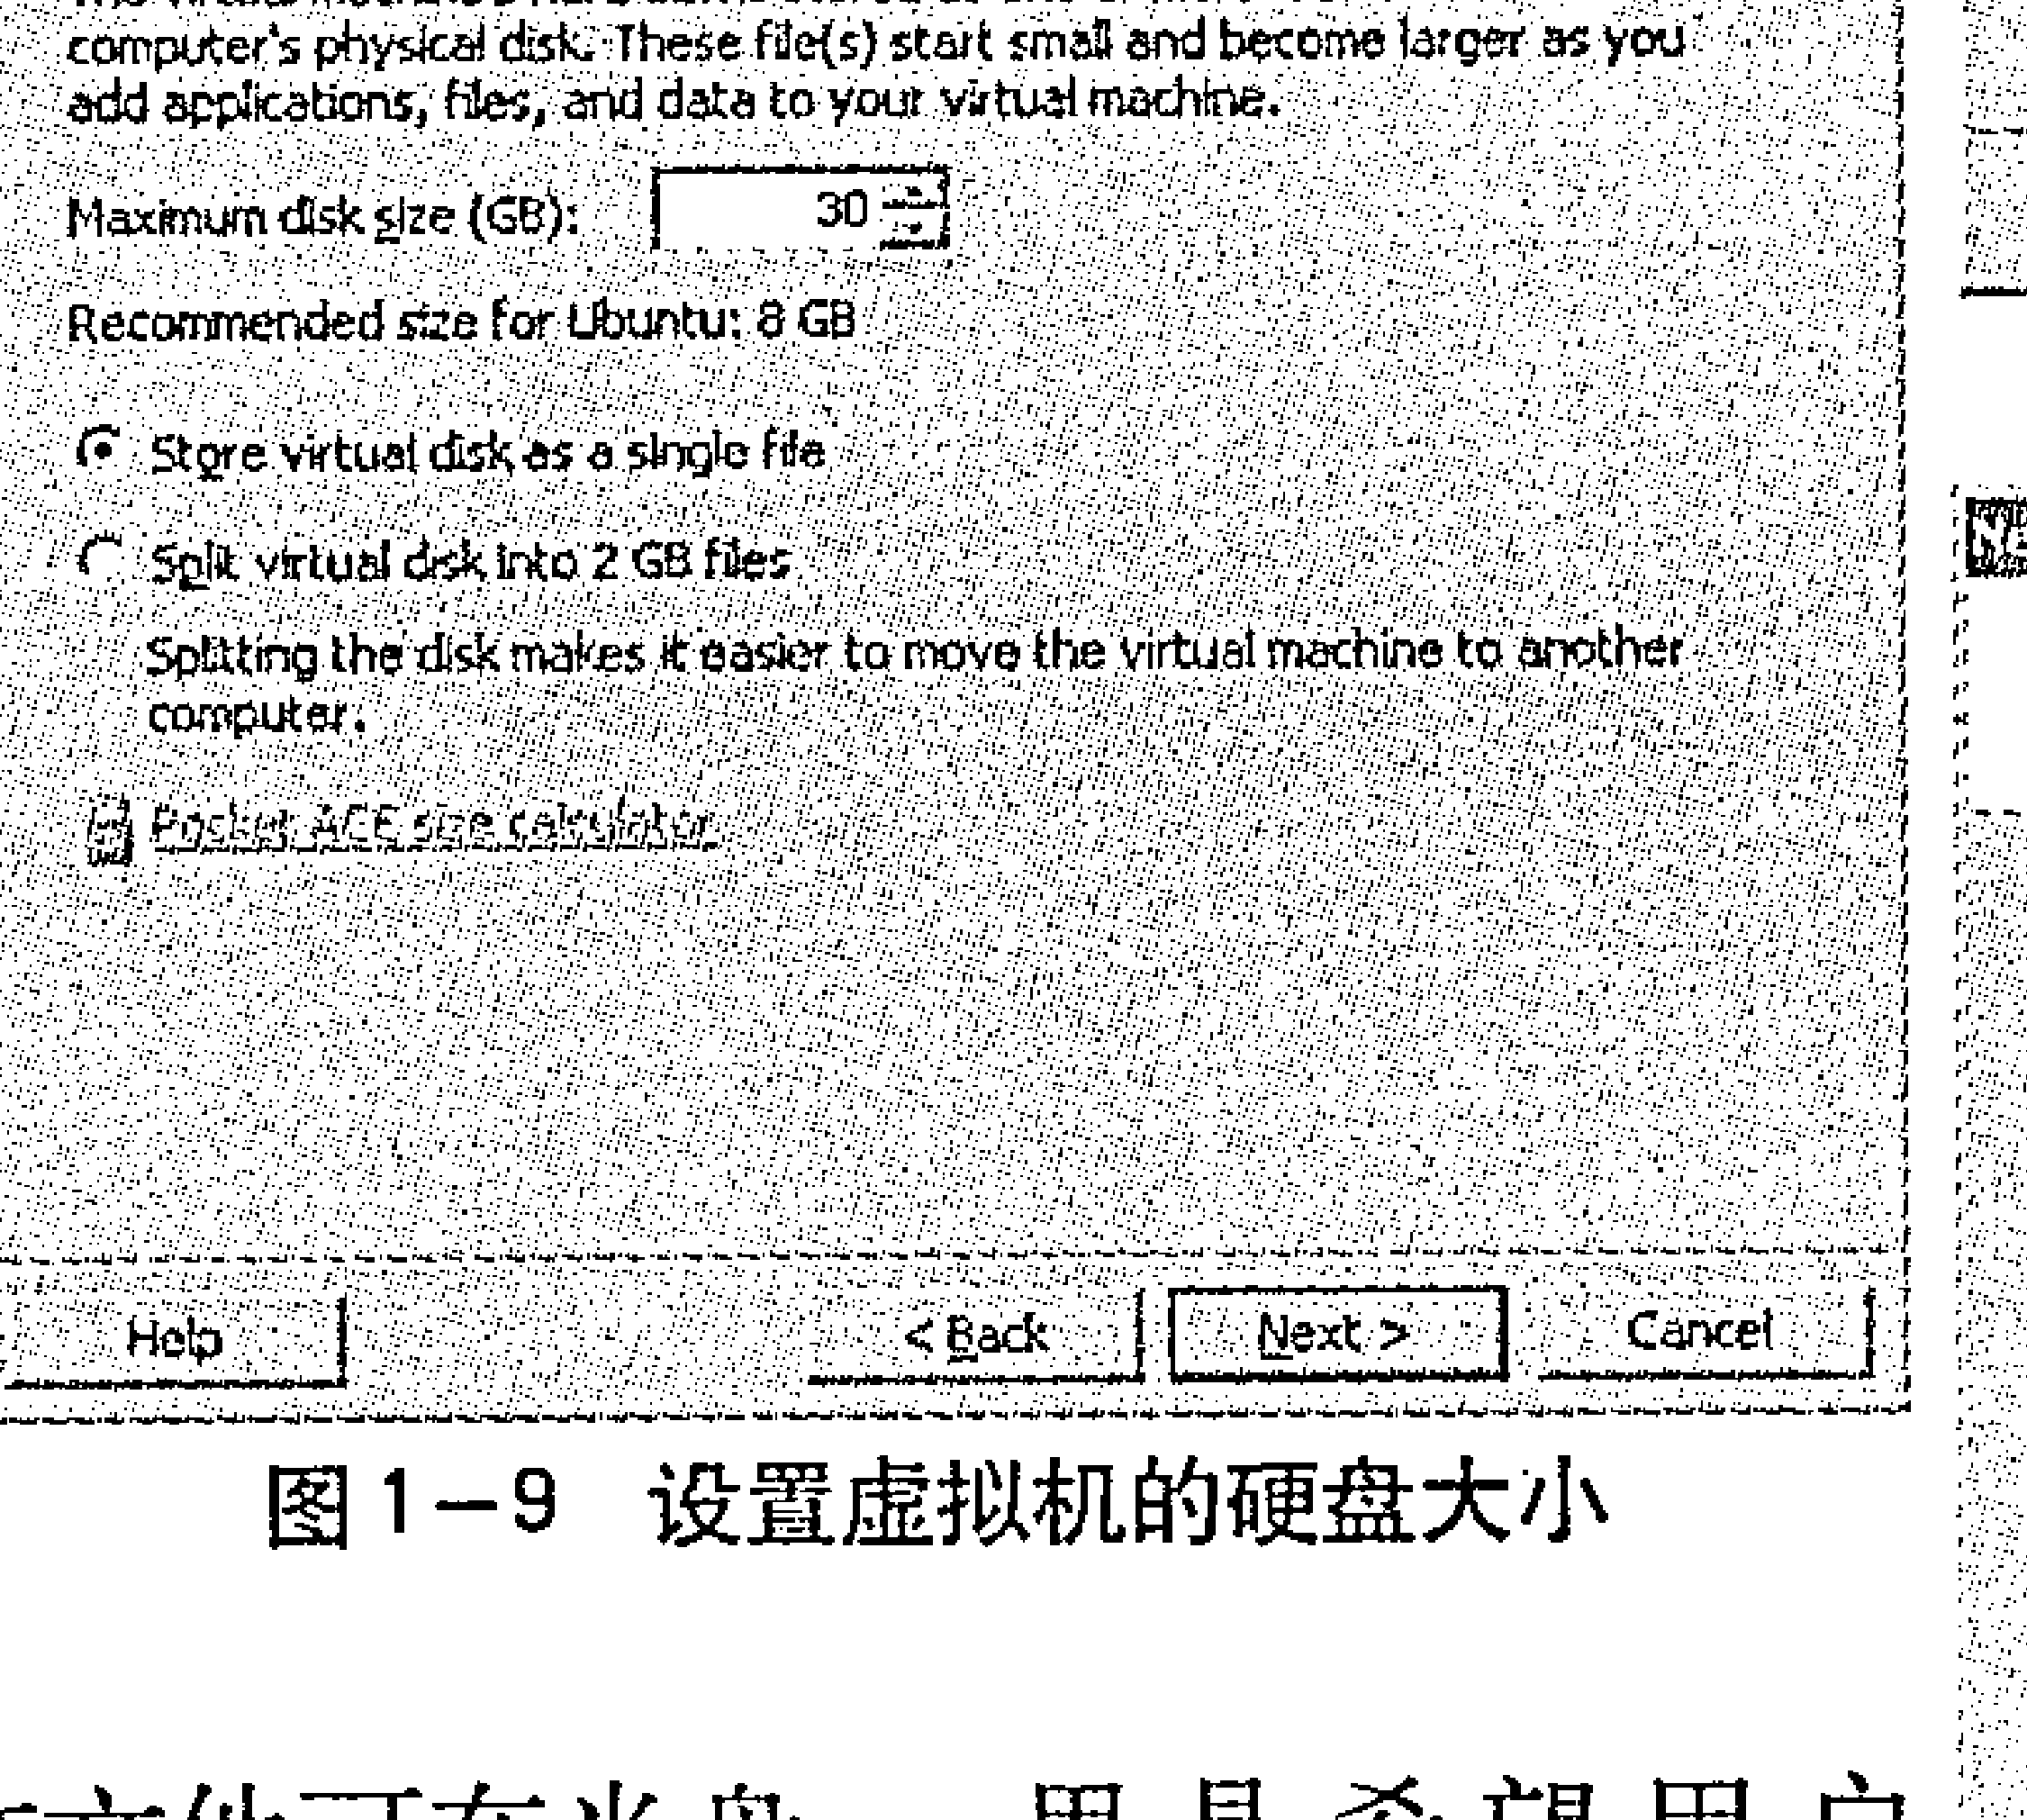 computer's physical disk. These file(s) start small and become larger as you
add applications, files, and data to your virtual machine.
Maximum disk size (GB):
30
Recommended size for Ubuntu: 8 GB
Store virtual disk as a single file
Split virtual disk into 2 GB files
Splitting the disk makes it easier to move the virtual machine to another
computer.
Pocket ACE size calculator
Help
< Back
Next >
Cancel
图1-9 设置虚拟机的硬盘大小